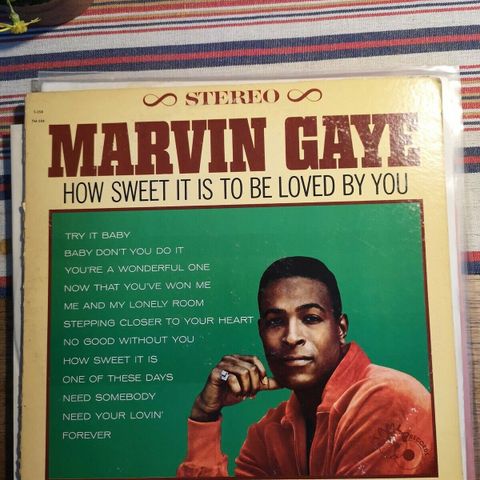 S-258
∞ STEREO ∞
MARVIN GAYE
HOW SWEET IT IS TO BE LOVED BY YOU
TRY IT BABY
BABY DON'T YOU DO IT
YOU'RE A WONDERFUL ONE
NOW THAT YOU'VE WON ME
ME AND MY LONELY ROOM
STEPPING CLOSER TO YOUR HEART
NO GOOD WITHOUT YOU
HOW SWEET IT IS
ONE OF THESE DAYS
NEED SOMEBODY
NEED YOUR LOVIN'
FOREVER